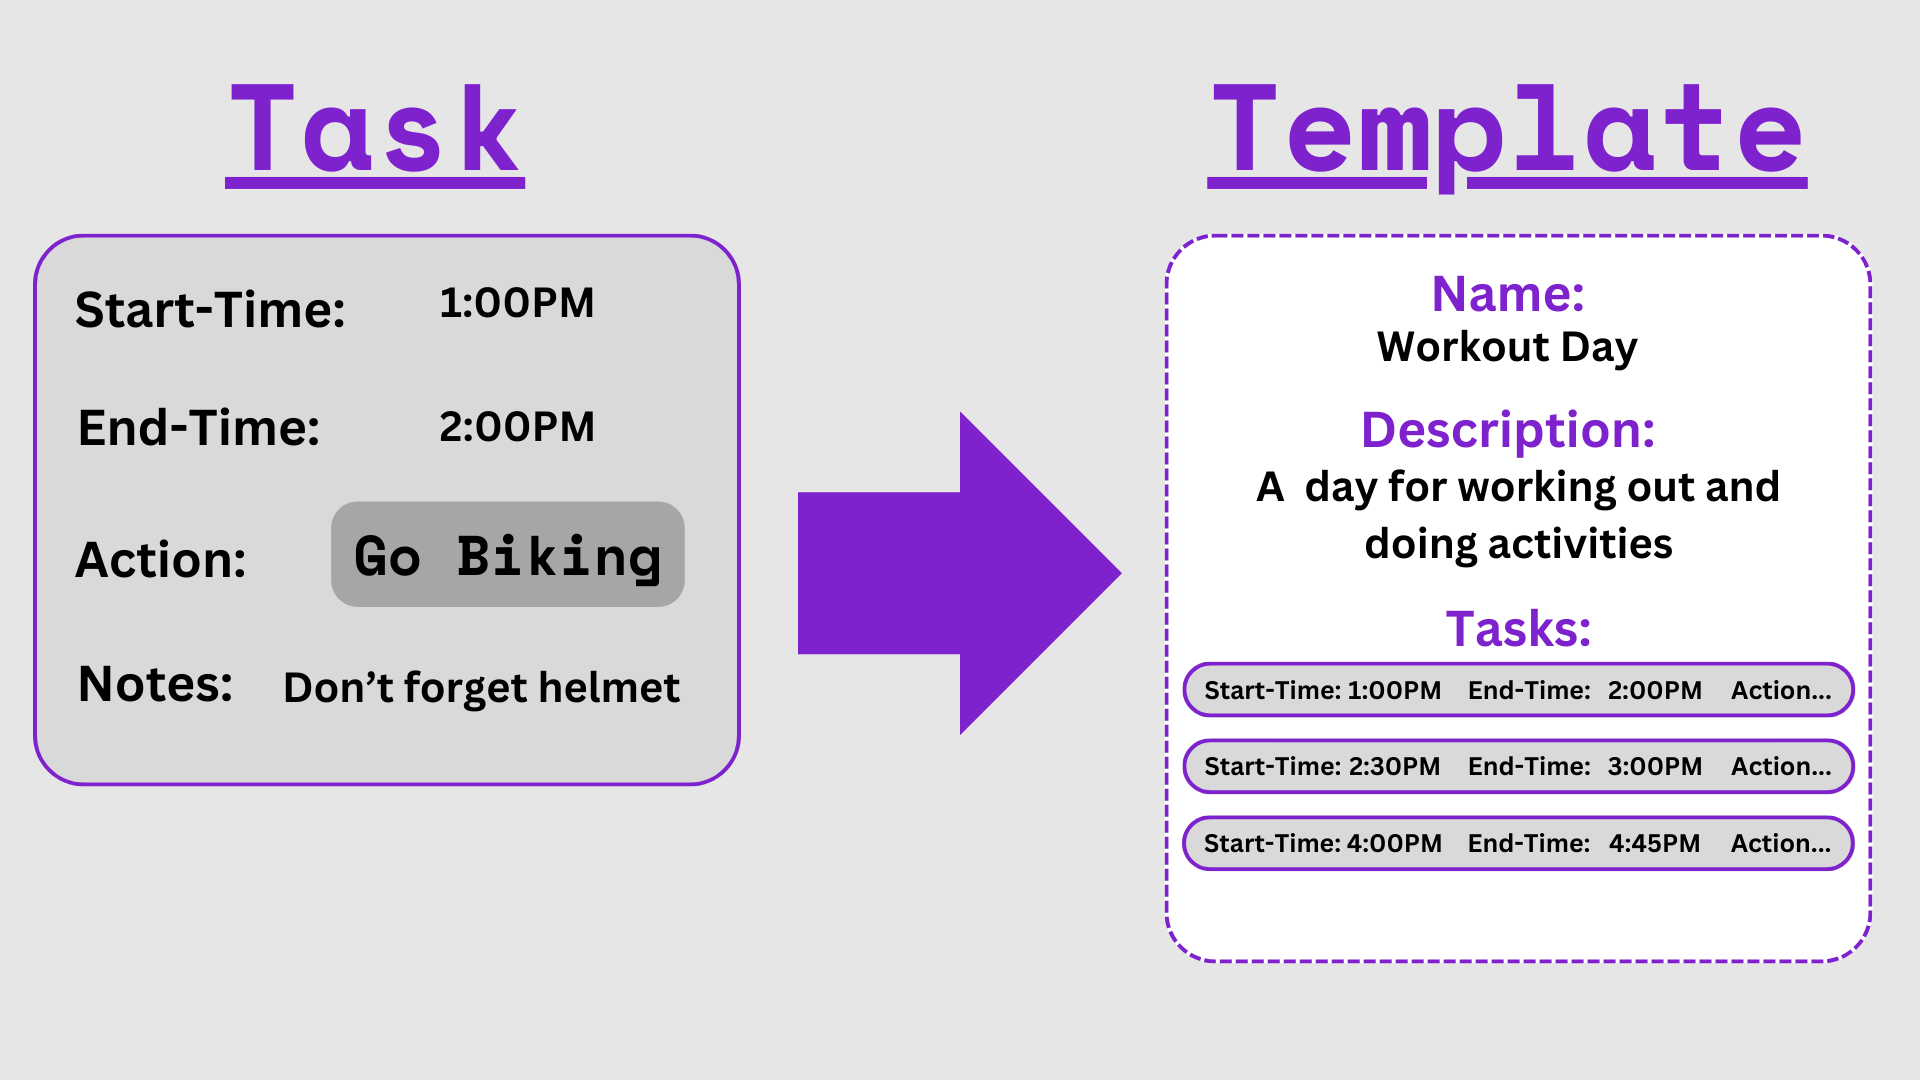 Task
Start-Time: 1:00PM
End-Time: 2:00PM
Action: Go Biking
Notes: Don’t forget helmet
Template
Name:
Workout Day
Description:
A day for working out and
doing activities
Tasks:
Start-Time: 1:00PM End-Time: 2:00PM Action...
Start-Time: 2:30PM End-Time: 3:00PM Action...
Start-Time: 4:00PM End-Time: 4:45PM Action...